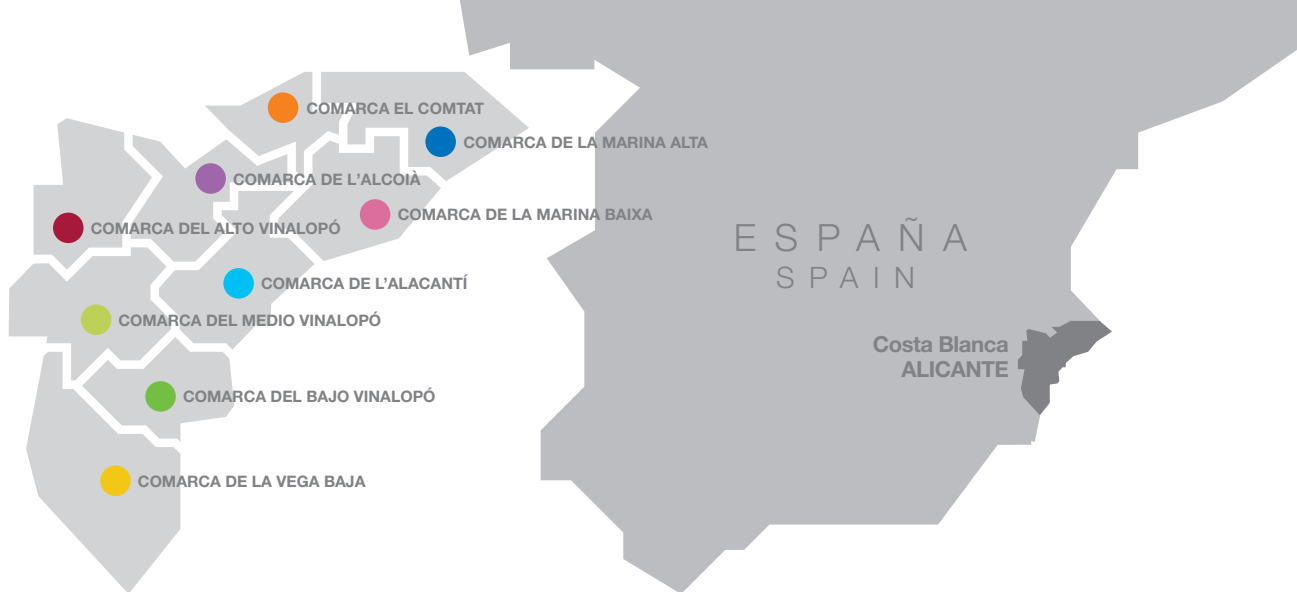 COMARCA EL COMTAT
COMARCA DE LA MARINA ALTA
COMARCA DE L’ALCOIÀ
COMARCA DE LA MARINA BAIXA
COMARCA DEL ALTO VINALOPÓ
COMARCA DE L’ALACANTÍ
COMARCA DEL MEDIO VINALOPÓ
COMARCA DEL BAJO VINALOPÓ
COMARCA DE LA VEGA BAJA
ESPAÑA
SPAIN
Costa Blanca
ALICANTE